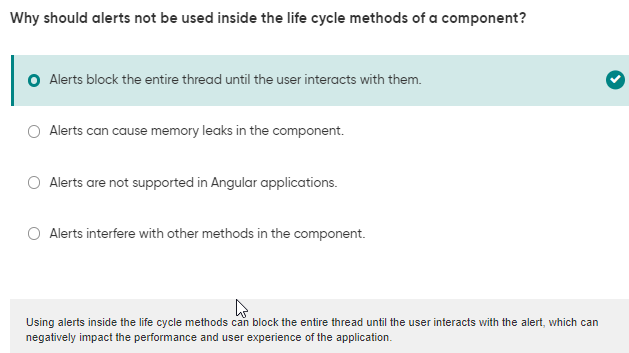 Why should alerts not be used inside the life cycle methods of a component?
Alerts block the entire thread until the user interacts with them.
Alerts can cause memory leaks in the component.
Alerts are not supported in Angular applications.
Alerts interfere with other methods in the component.
Using alerts inside the life cycle methods can block the entire thread until the user interacts with the alert, which can
negatively impact the performance and user experience of the application.